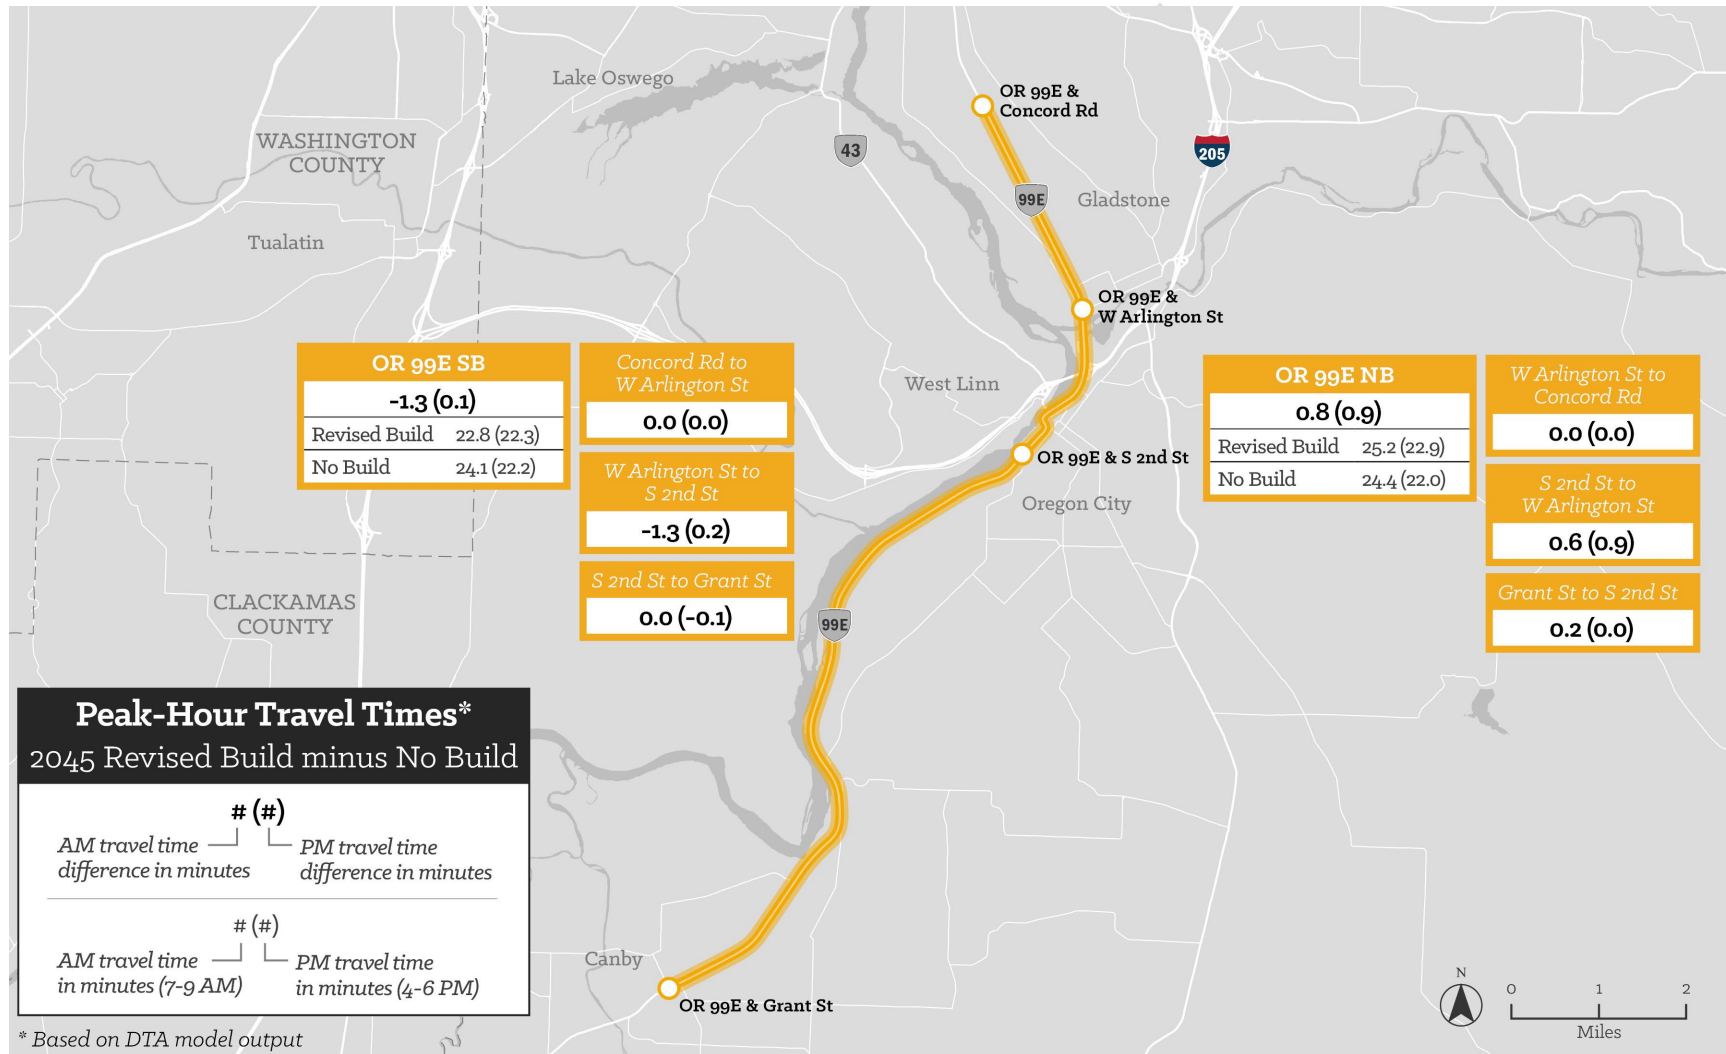 Lake Oswego
OR 99E &
Concord Rd
WASHINGTON
COUNTY
43
205
99E
Gladstone
Tualatin
OR 99E &
W Arlington St
West Linn
OR 99E & S 2nd St
Oregon City
OR 99E SB
-1.3 (0.1)
Revised Build 22.8 (22.3)
No Build 24.1 (22.2)
Concord Rd to
W Arlington St
0.0 (0.0)
W Arlington St to
S 2nd St
-1.3 (0.2)
S 2nd St to Grant St
0.0 (-0.1)
OR 99E NB
0.8 (0.9)
Revised Build 25.2 (22.9)
No Build 24.4 (22.0)
W Arlington St to
Concord Rd
0.0 (0.0)
S 2nd St to
W Arlington St
0.6 (0.9)
Grant St to S 2nd St
0.2 (0.0)
CLACKAMAS
COUNTY
99E
Peak-Hour Travel Times*
2045 Revised Build minus No Build
# (#)
AM travel time
difference in minutes
PM travel time
difference in minutes
# (#)
AM travel time
in minutes (7-9 AM)
PM travel time
in minutes (4-6 PM)
* Based on DTA model output
Canby
OR 99E & Grant St
N
0 1 2
Miles